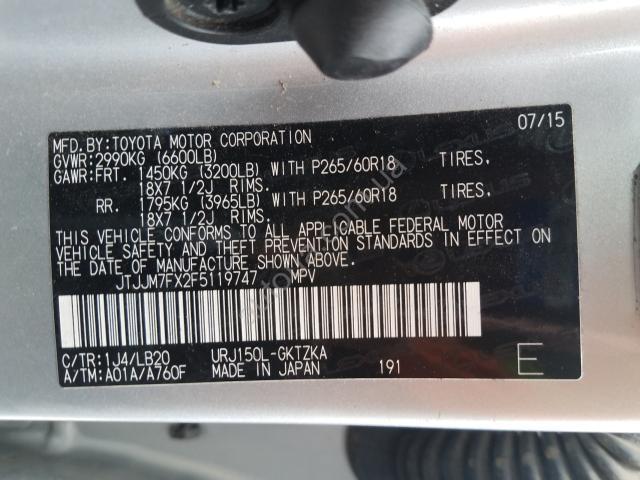 MFD. BY: TOYOTA MOTOR CORPORATION 07/15
GVWR: 2990KG (6600LB)
GAWR: FRT. 1450KG (3200LB) WITH P265/60R18 TIRES.
18X7 1/2J RIMS.
RR. 1795KG (3965LB) WITH P265/60R18 TIRES.
18X7 1/2J RIMS.
THIS VEHICLE CONFORMS TO ALL APPLICABLE FEDERAL MOTOR
VEHICLE SAFETY AND THEFT PREVENTION STANDARDS IN EFFECT ON
THE DATE OF MANUFACTURE SHOWN ABOVE.
JTJJM7FX2F5119747 MPV
C/TR: 1J4/LB20 URJ150L-GKTZKA
A/TM: A01A/A760F MADE IN JAPAN 191 E